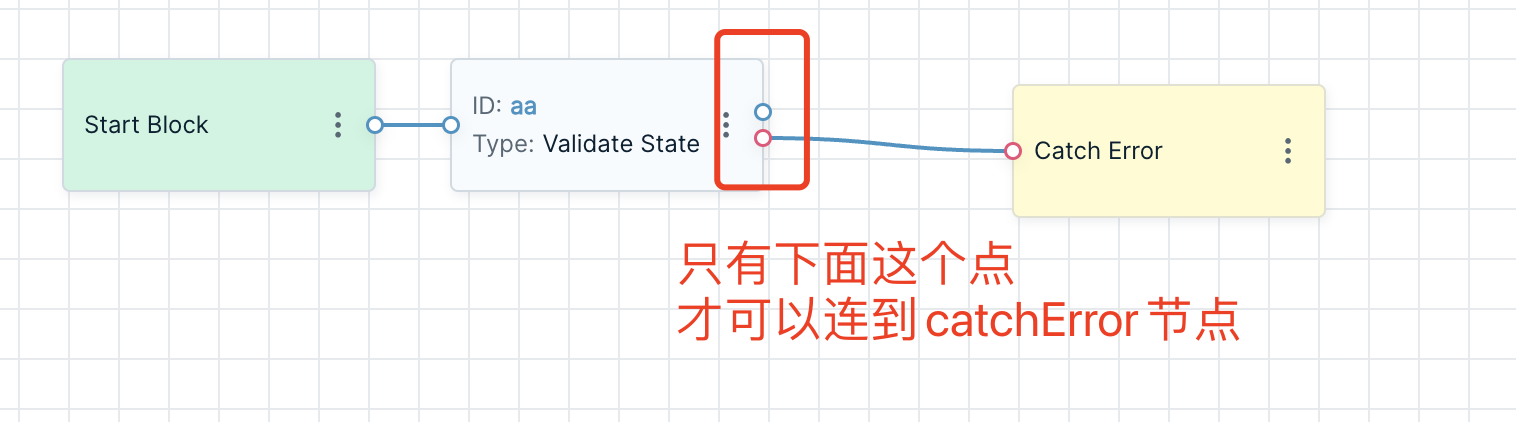 Start Block
ID: aa
Type: Validate State
Catch Error
只有下面这个点
才可以连到 catchError 节点